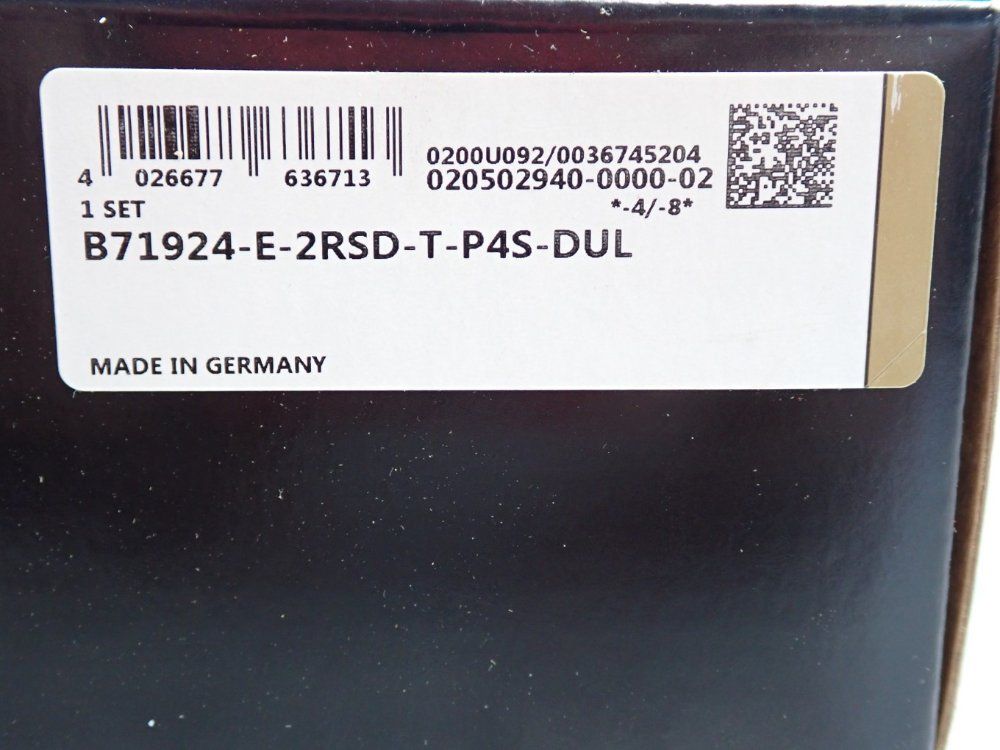 4 026677 636713
0200U092/0036745204
020502940-0000-02
1 SET
*-4/-8*
B71924-E-2RSD-T-P4S-DUL
MADE IN GERMANY